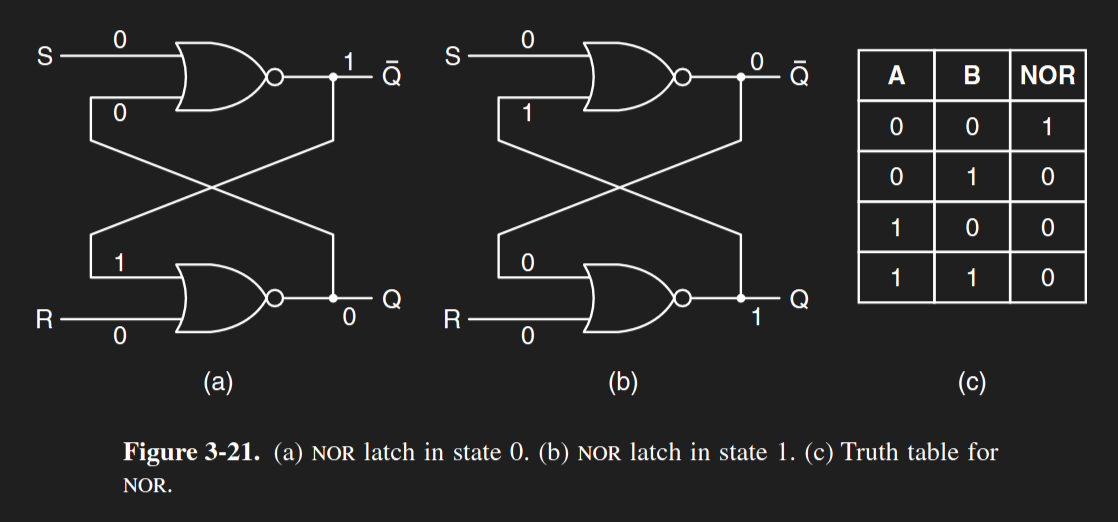 S 0 1 Q̄
0
1
R 0 0 Q
(a)
S 0 0 Q̄
1
0
R 0 1 Q
(b)
A B NOR
0 0 1
0 1 0
1 0 0
1 1 0
(c)
Figure 3-21. (a) NOR latch in state 0. (b) NOR latch in state 1. (c) Truth table for
NOR.